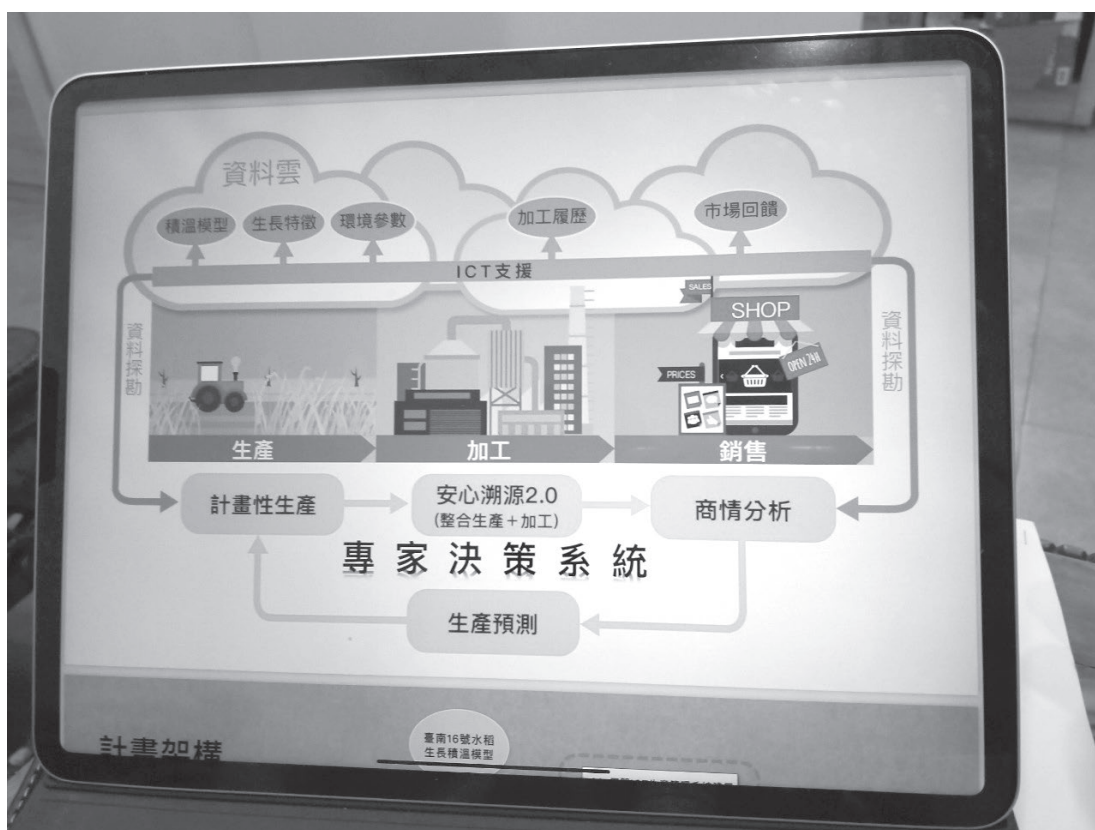 資料雲
積溫模型
生長特徵
環境參數
加工履歷
市場回饋
ICT支援
資料探勘
資料探勘
SALES
SHOP
OPEN 24H
PRICES
生產
加工
銷售
計畫性生產
安心溯源2.0
(整合生產+加工)
商情分析
專家決策系統
生產預測
計畫架構
臺南16號水稻
生長積溫模型